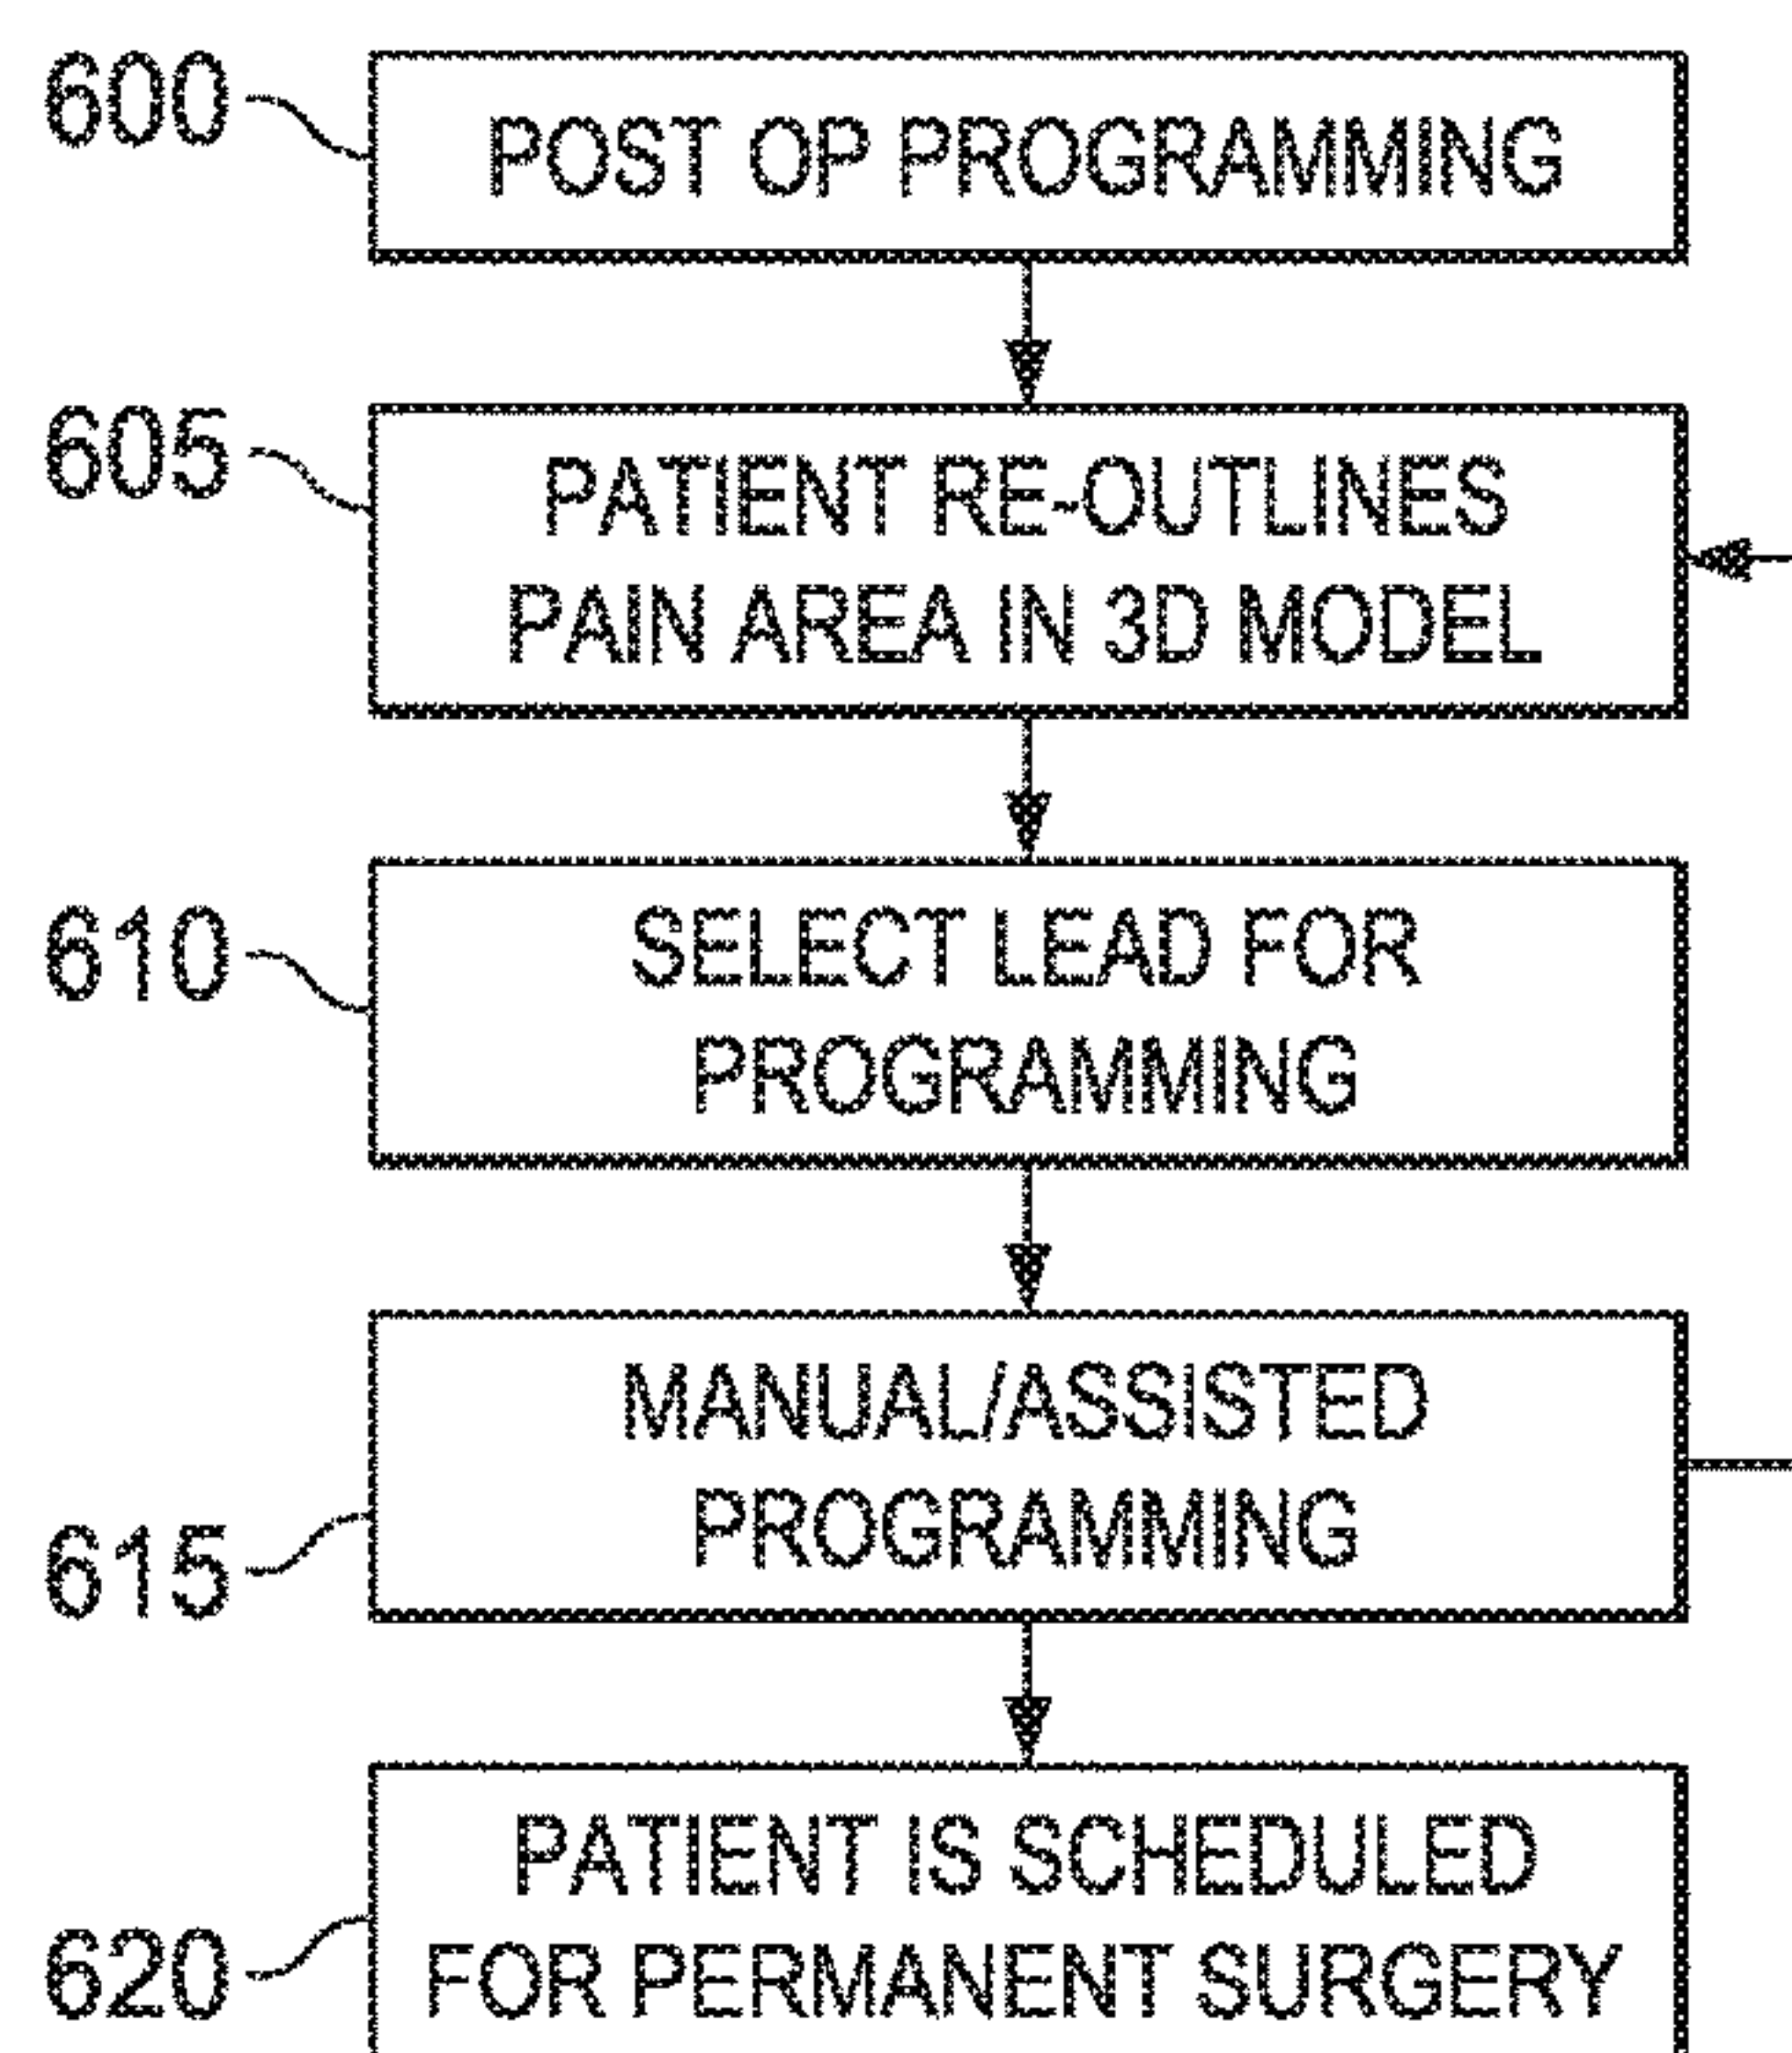 600
POST OP PROGRAMMING
605
PATIENT RE-OUTLINES
PAIN AREA IN 3D MODEL
610
SELECT LEAD FOR
PROGRAMMING
615
MANUAL/ASSISTED
PROGRAMMING
620
PATIENT IS SCHEDULED
FOR PERMANENT SURGERY